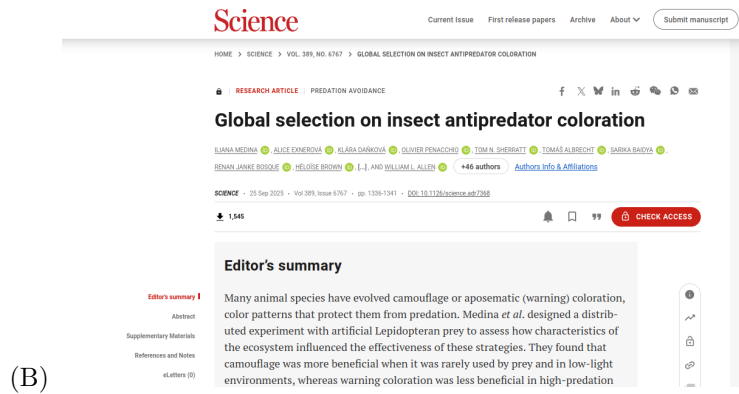 Science
Current Issue First release papers Archive About Submit manuscript
HOME > SCIENCE > VOL. 389, NO. 6767 > GLOBAL SELECTION ON INSECT ANTIPREDATOR COLORATION
RESEARCH ARTICLE | PREDATION AVOIDANCE
Global selection on insect antipredator coloration
ILIANA MEDINA, ALICE EXNEROVÁ, KLÁRA DAŇKOVÁ, OLIVIER PENACCHIO, TOM N. SHERRATT, TOMÁŠ ALBRECHT, SARIKA BAIDYA,
RENAN JANKE BOSQUE, HÉLOÏSE BROWN, [...], AND WILLIAM L. ALLEN +46 authors Authors Info & Affiliations
SCIENCE • 25 Sep 2025 • Vol 389, Issue 6767 • pp. 1336-1341 • DOI: 10.1126/science.adr7368
1,545 CHECK ACCESS
Editor's summary
Editor's summary
Abstract
Supplementary Materials
References and Notes
eLetters (0)
Many animal species have evolved camouflage or aposematic (warning) coloration,
color patterns that protect them from predation. Medina et al. designed a distrib-
uted experiment with artificial Lepidopteran prey to assess how characteristics of
the ecosystem influenced the effectiveness of these strategies. They found that
camouflage was more beneficial when it was rarely used by prey and in low-light
environments, whereas warning coloration was less beneficial in high-predation
(B)